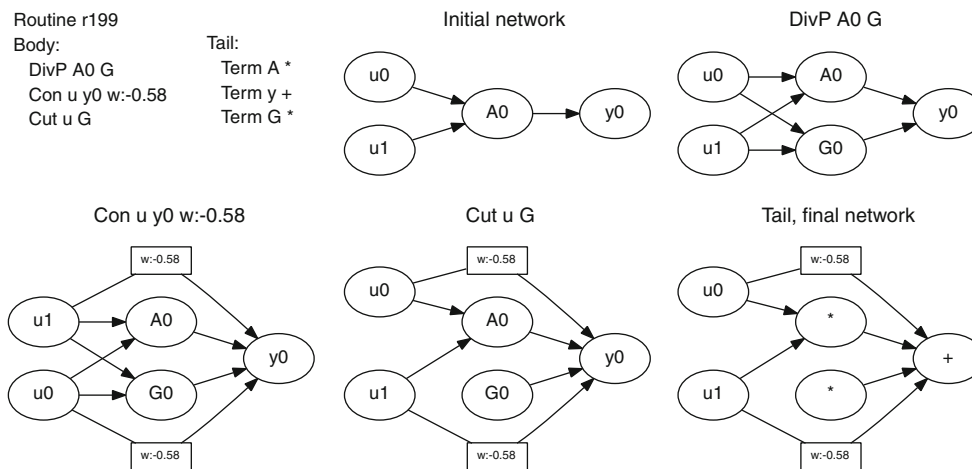 Routine r199
Body:
DivP A0 G
Con u y0 w:-0.58
Cut u G
Tail:
Term A *
Term y +
Term G *
Initial network
u0
u1
A0
y0
DivP A0 G
u0
u1
A0
G0
y0
Con u y0 w:-0.58
w:-0.58
u1
A0
y0
u0
G0
w:-0.58
Cut u G
w:-0.58
u0
A0
y0
u1
G0
w:-0.58
Tail, final network
w:-0.58
u0
*
+
u1
*
w:-0.58